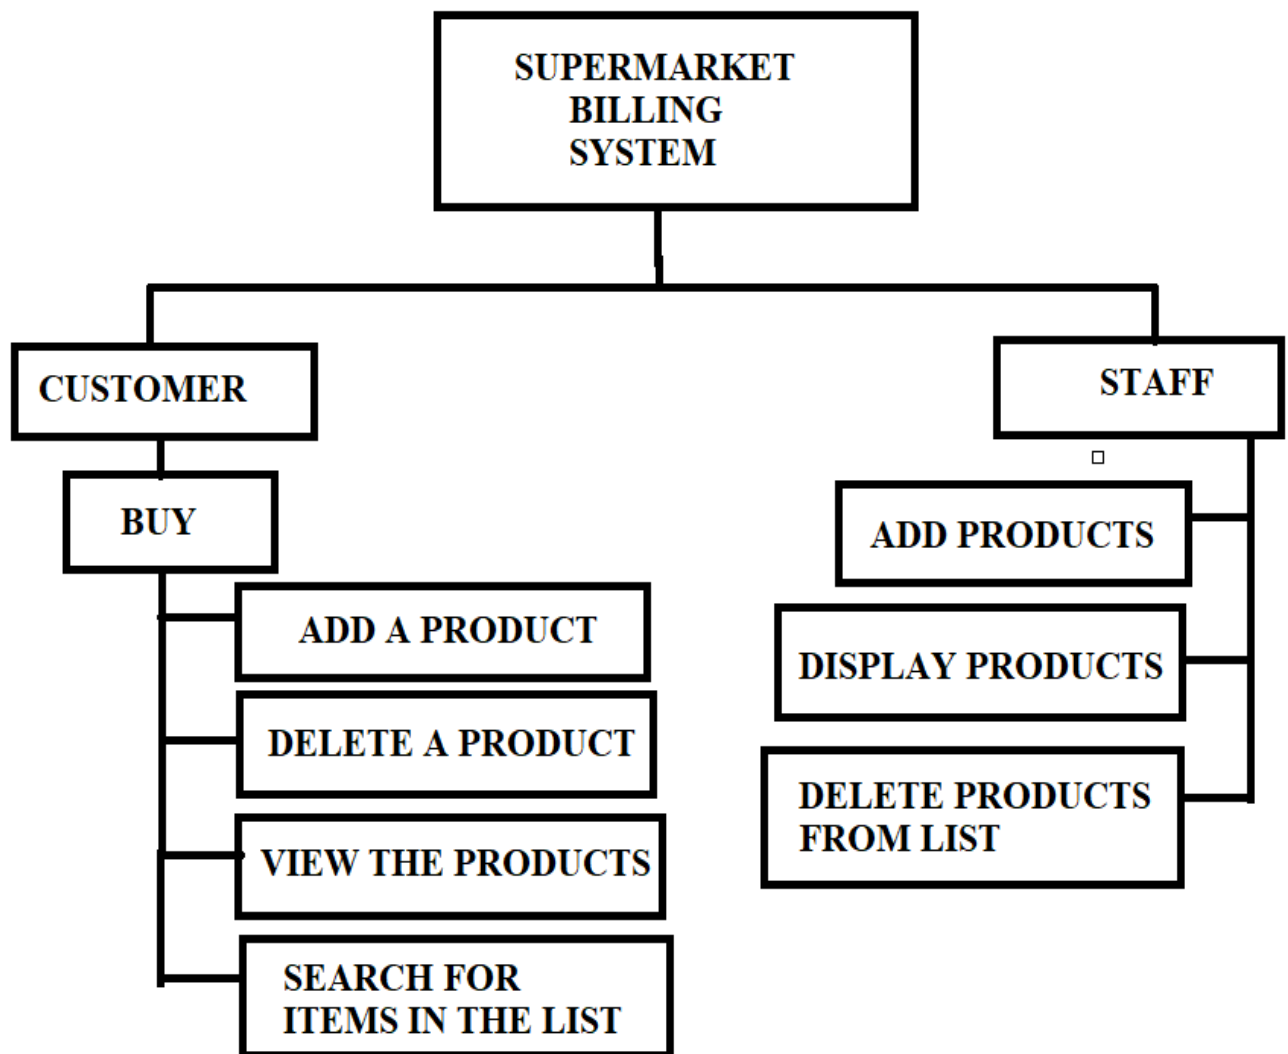 SUPERMARKET
BILLING
SYSTEM
CUSTOMER
STAFF
BUY
ADD PRODUCTS
ADD A PRODUCT
DISPLAY PRODUCTS
DELETE A PRODUCT
DELETE PRODUCTS
FROM LIST
VIEW THE PRODUCTS
SEARCH FOR
ITEMS IN THE LIST